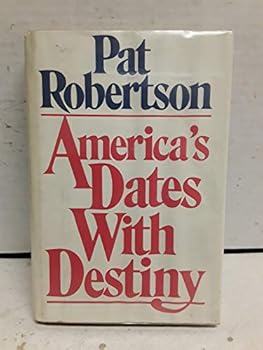 Pat
Robertson
America's
Dates
With
Destiny